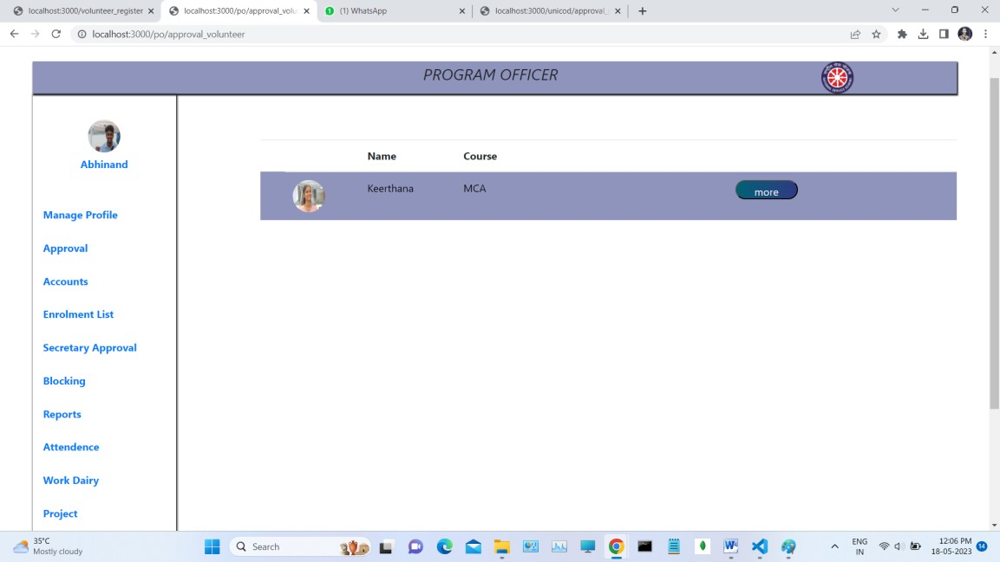 localhost:3000/volunteer_register
localhost:3000/po/approval_volu
(1) WhatsApp
localhost:3000/unicod/approval_
localhost:3000/po/approval_volunteer
PROGRAM OFFICER
Abhinand
Manage Profile
Approval
Accounts
Enrolment List
Secretary Approval
Blocking
Reports
Attendence
Work Dairy
Project
Name Course
Keerthana MCA more
35°C
Mostly cloudy
Search
ENG
IN
12:06 PM
18-05-2023
14